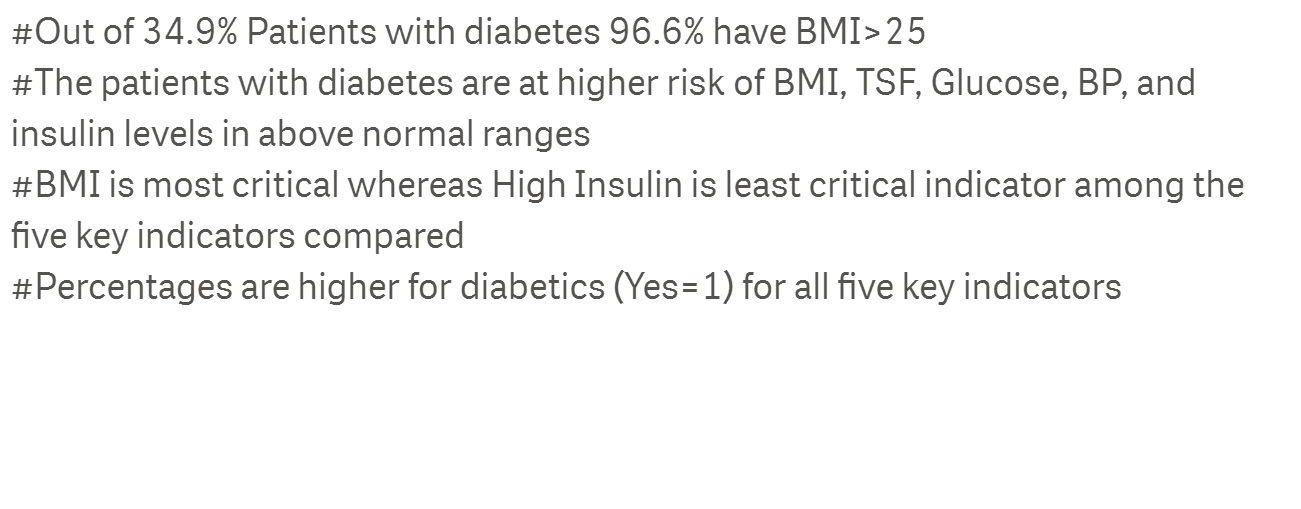 #Out of 34.9% Patients with diabetes 96.6% have BMI>25
#The patients with diabetes are at higher risk of BMI, TSF, Glucose, BP, and
insulin levels in above normal ranges
#BMI is most critical whereas High Insulin is least critical indicator among the
five key indicators compared
#Percentages are higher for diabetics (Yes=1) for all five key indicators